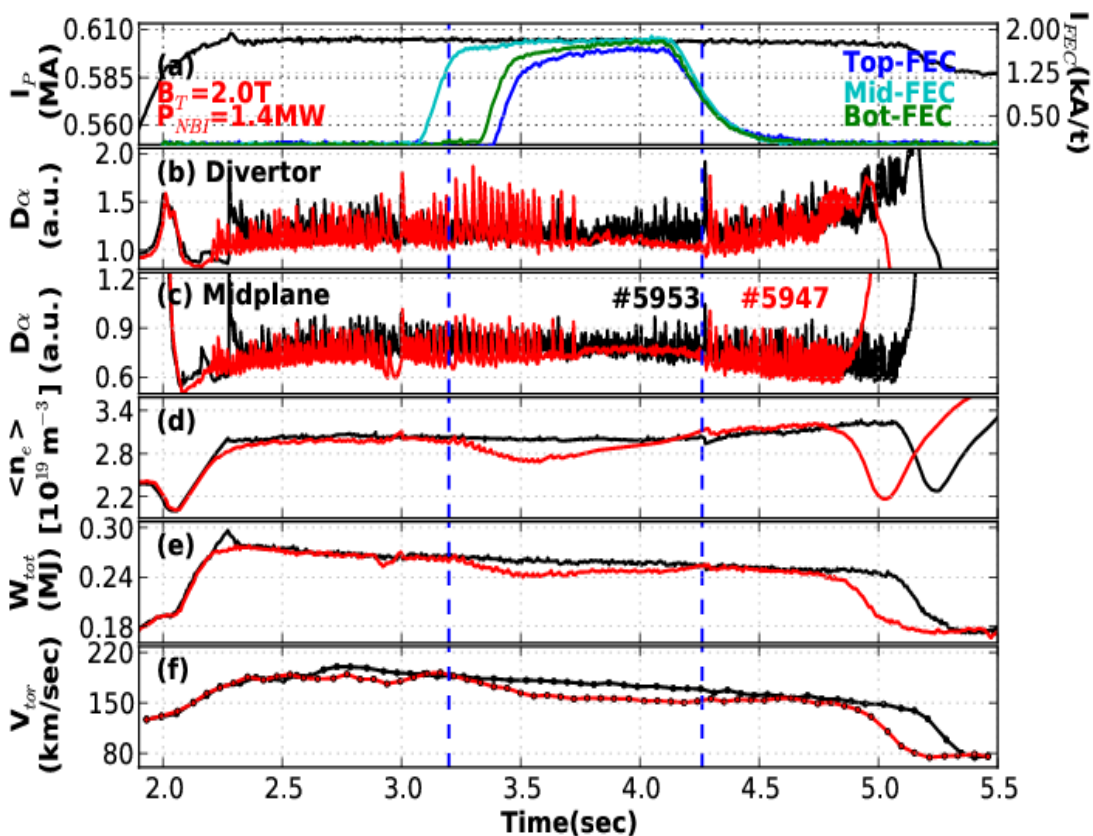 0.610
0.585
0.560
I_P
(MA)
(a)
B_T=2.0T
P_NBI=1.4MW
Top-FEC
Mid-FEC
Bot-FEC
2.00
1.25
0.50
I_FEC (kA/t)
2.0
1.5
1.0
Dα
(a.u.)
(b) Divertor
1.2
0.9
0.6
Dα
(a.u.)
(c) Midplane
#5953
#5947
3.4
2.8
2.2
<n_e>
[10^19 m^-3]
(d)
0.30
0.24
0.18
W_tot
(MJ)
(e)
220
150
80
V_tor
(km/sec)
(f)
2.0 2.5 3.0 3.5 4.0 4.5 5.0 5.5
Time(sec)